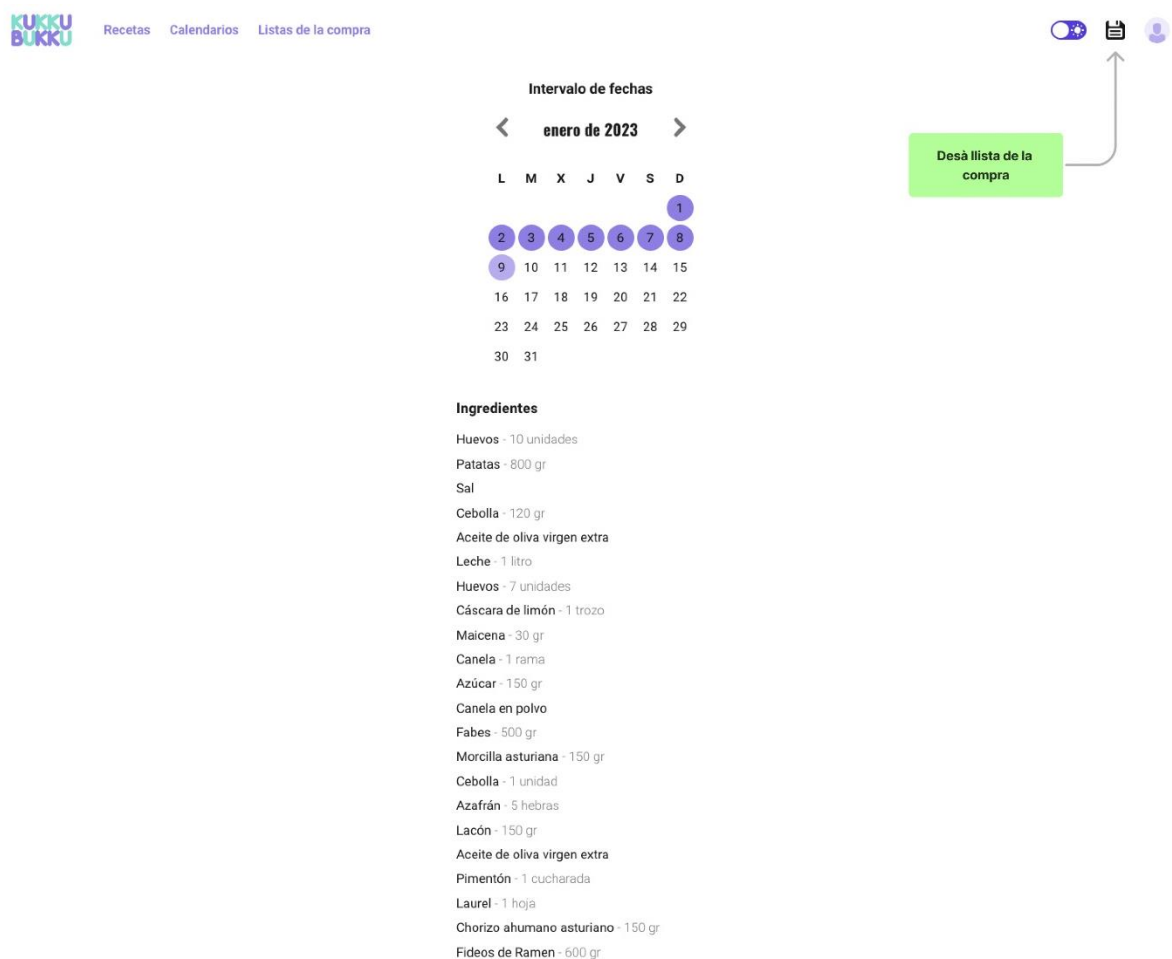 KUKKU
BUKKU
Recetas Calendarios Listas de la compra
Intervalo de fechas
enero de 2023
Desà llista de la
compra
L M X J V S D
1
2 3 4 5 6 7 8
9 10 11 12 13 14 15
16 17 18 19 20 21 22
23 24 25 26 27 28 29
30 31
Ingredientes
Huevos - 10 unidades
Patatas - 800 gr
Sal
Cebolla - 120 gr
Aceite de oliva virgen extra
Leche - 1 litro
Huevos - 7 unidades
Cáscara de limón - 1 trozo
Maicena - 30 gr
Canela - 1 rama
Azúcar - 150 gr
Canela en polvo
Fabes - 500 gr
Morcilla asturiana - 150 gr
Cebolla - 1 unidad
Azafrán - 5 hebras
Lacón - 150 gr
Aceite de oliva virgen extra
Pimentón - 1 cucharada
Laurel - 1 hoja
Chorizo ahumano asturiano - 150 gr
Fideos de Ramen - 600 gr